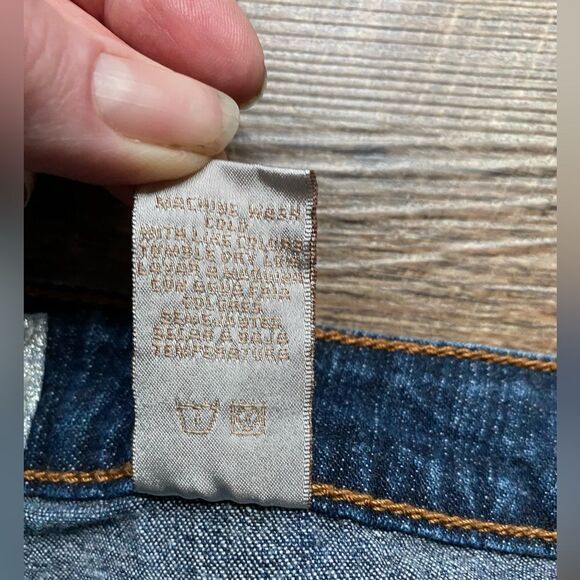 MACHINE WASH
COLD
WITH LIKE COLORS
TUMBLE DRY LOW
LAVAR A MAQUINA
CON AGUA FRIA
COLORES
SEMEJANTES
SECAR A BAJA
TEMPERATURA